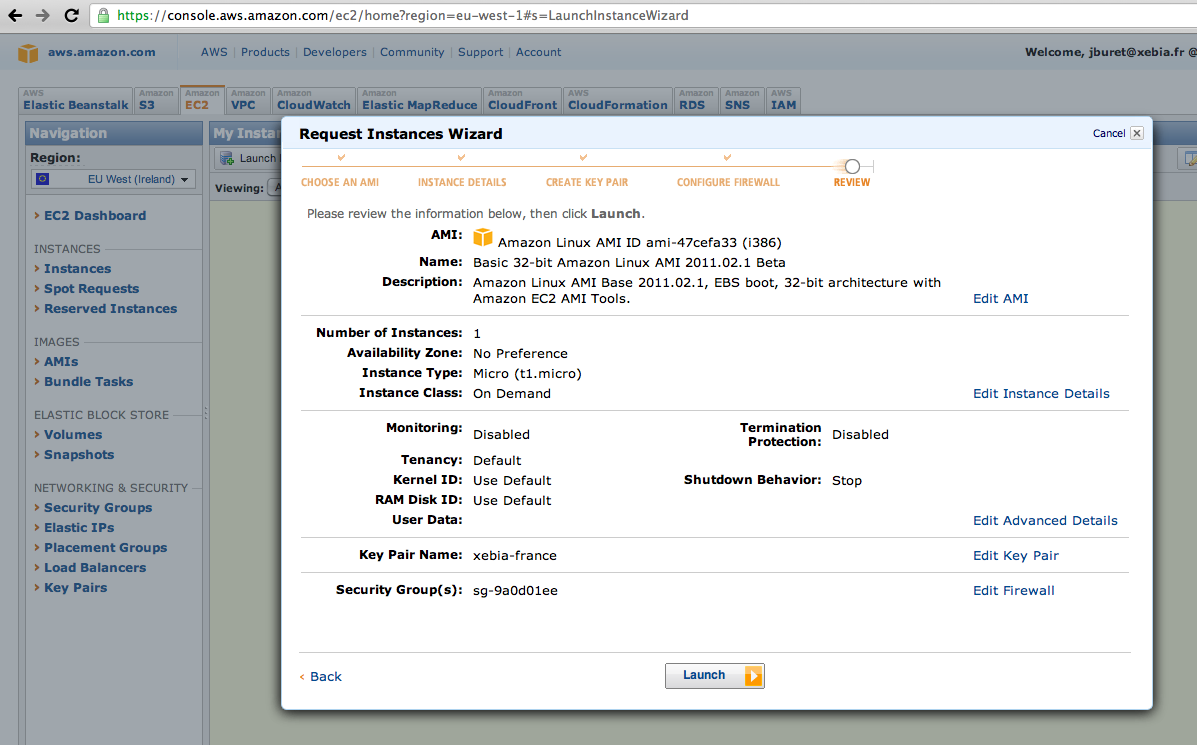 https://console.aws.amazon.com/ec2/home?region=eu-west-1#s=LaunchInstanceWizard
aws.amazon.com
AWS | Products | Developers | Community | Support | Account
Welcome, jburet@xebia.fr @
AWS Elastic Beanstalk
Amazon S3
Amazon EC2
Amazon VPC
Amazon CloudWatch
Amazon Elastic MapReduce
Amazon CloudFront
AWS CloudFormation
Amazon RDS
Amazon SNS
AWS IAM
Navigation
Region:
EU West (Ireland)
EC2 Dashboard
INSTANCES
Instances
Spot Requests
Reserved Instances
IMAGES
AMIs
Bundle Tasks
ELASTIC BLOCK STORE
Volumes
Snapshots
NETWORKING & SECURITY
Security Groups
Elastic IPs
Placement Groups
Load Balancers
Key Pairs
My Instan
Launch
Viewing:
Request Instances Wizard
Cancel
CHOOSE AN AMI
INSTANCE DETAILS
CREATE KEY PAIR
CONFIGURE FIREWALL
REVIEW
Please review the information below, then click Launch.
AMI: Amazon Linux AMI ID ami-47cefa33 (i386)
Name: Basic 32-bit Amazon Linux AMI 2011.02.1 Beta
Description: Amazon Linux AMI Base 2011.02.1, EBS boot, 32-bit architecture with
Amazon EC2 AMI Tools.
Edit AMI
Number of Instances: 1
Availability Zone: No Preference
Instance Type: Micro (t1.micro)
Instance Class: On Demand
Edit Instance Details
Monitoring: Disabled
Termination
Protection: Disabled
Tenancy: Default
Kernel ID: Use Default
Shutdown Behavior: Stop
RAM Disk ID: Use Default
User Data:
Edit Advanced Details
Key Pair Name: xebia-france
Edit Key Pair
Security Group(s): sg-9a0d01ee
Edit Firewall
< Back
Launch